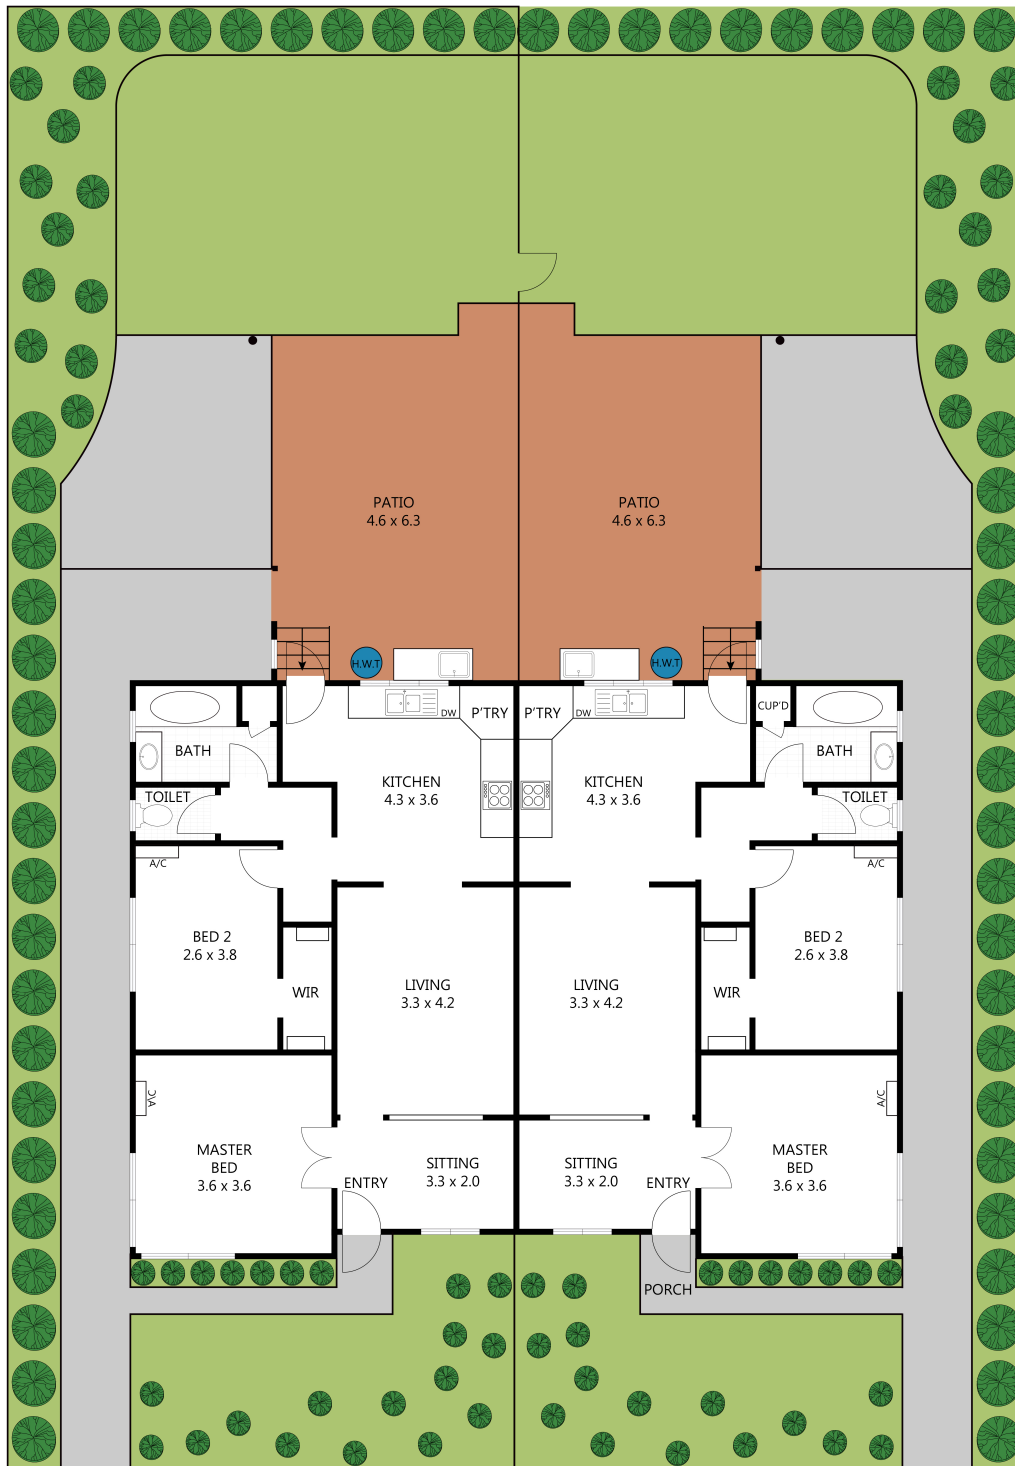 PATIO
4.6 x 6.3
PATIO
4.6 x 6.3
H.W.T
H.W.T
DW
P'TRY
P'TRY
DW
CUP'D
BATH
BATH
KITCHEN
4.3 x 3.6
KITCHEN
4.3 x 3.6
TOILET
TOILET
A/C
A/C
BED 2
2.6 x 3.8
BED 2
2.6 x 3.8
WIR
LIVING
3.3 x 4.2
LIVING
3.3 x 4.2
WIR
A/C
A/C
MASTER
BED
3.6 x 3.6
SITTING
3.3 x 2.0
SITTING
3.3 x 2.0
MASTER
BED
3.6 x 3.6
ENTRY
ENTRY
PORCH